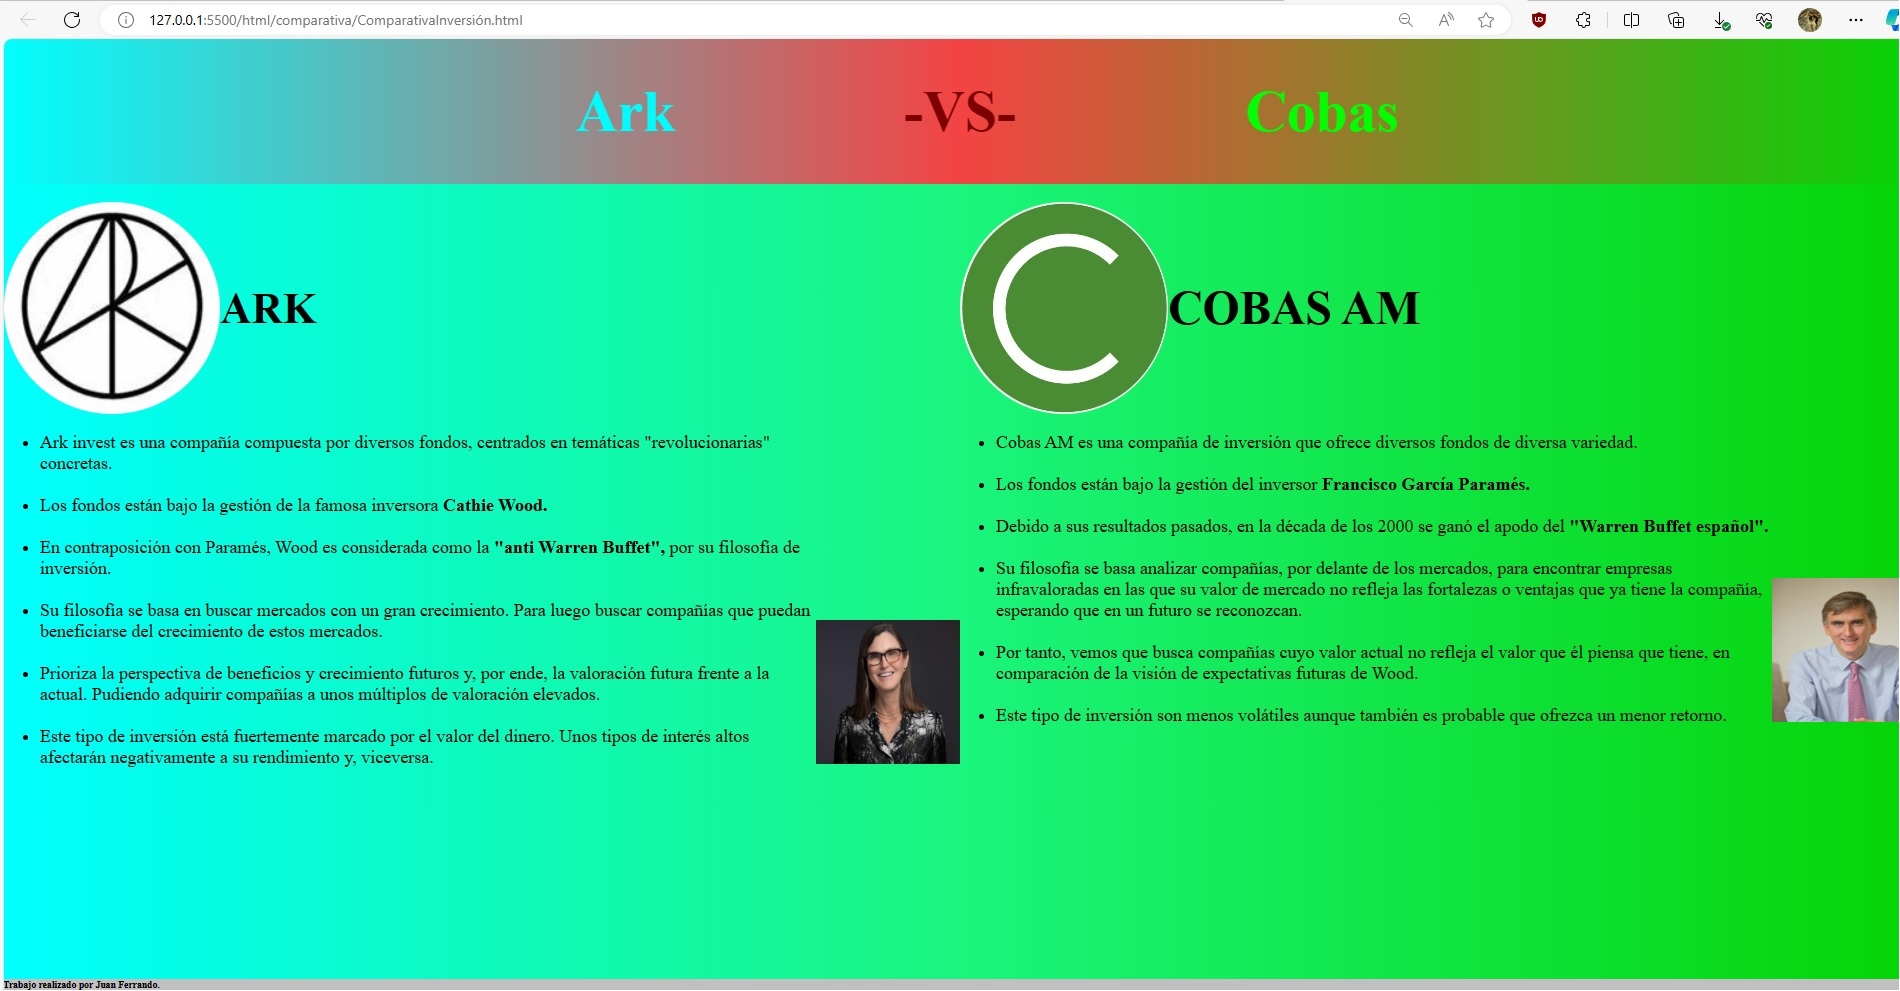 127.0.0.1:5500/html/comparativa/ComparativaInversión.html
Ark -VS- Cobas
ARK
Ark invest es una compañía compuesta por diversos fondos, centrados en temáticas "revolucionarias"
concretas.
Los fondos están bajo la gestión de la famosa inversora Cathie Wood.
En contraposición con Paramés, Wood es considerada como la "anti Warren Buffet", por su filosofía de
inversión.
Su filosofía se basa en buscar mercados con un gran crecimiento. Para luego buscar compañías que puedan
beneficiarse del crecimiento de estos mercados.
Prioriza la perspectiva de beneficios y crecimiento futuros y, por ende, la valoración futura frente a la
actual. Pudiendo adquirir compañías a unos múltiplos de valoración elevados.
Este tipo de inversión está fuertemente marcado por el valor del dinero. Unos tipos de interés altos
afectarán negativamente a su rendimiento y, viceversa.
COBAS AM
Cobas AM es una compañía de inversión que ofrece diversos fondos de diversa variedad.
Los fondos están bajo la gestión del inversor Francisco García Paramés.
Debido a sus resultados pasados, en la década de los 2000 se ganó el apodo del "Warren Buffet español".
Su filosofía se basa analizar compañías, por delante de los mercados, para encontrar empresas
infravaloradas en las que su valor de mercado no refleja las fortalezas o ventajas que ya tiene la compañía,
esperando que en un futuro se reconozcan.
Por tanto, vemos que busca compañías cuyo valor actual no refleja el valor que él piensa que tiene, en
comparación de la visión de expectativas futuras de Wood.
Este tipo de inversión son menos volátiles aunque también es probable que ofrezca un menor retorno.
Trabajo realizado por Juan Ferrando.